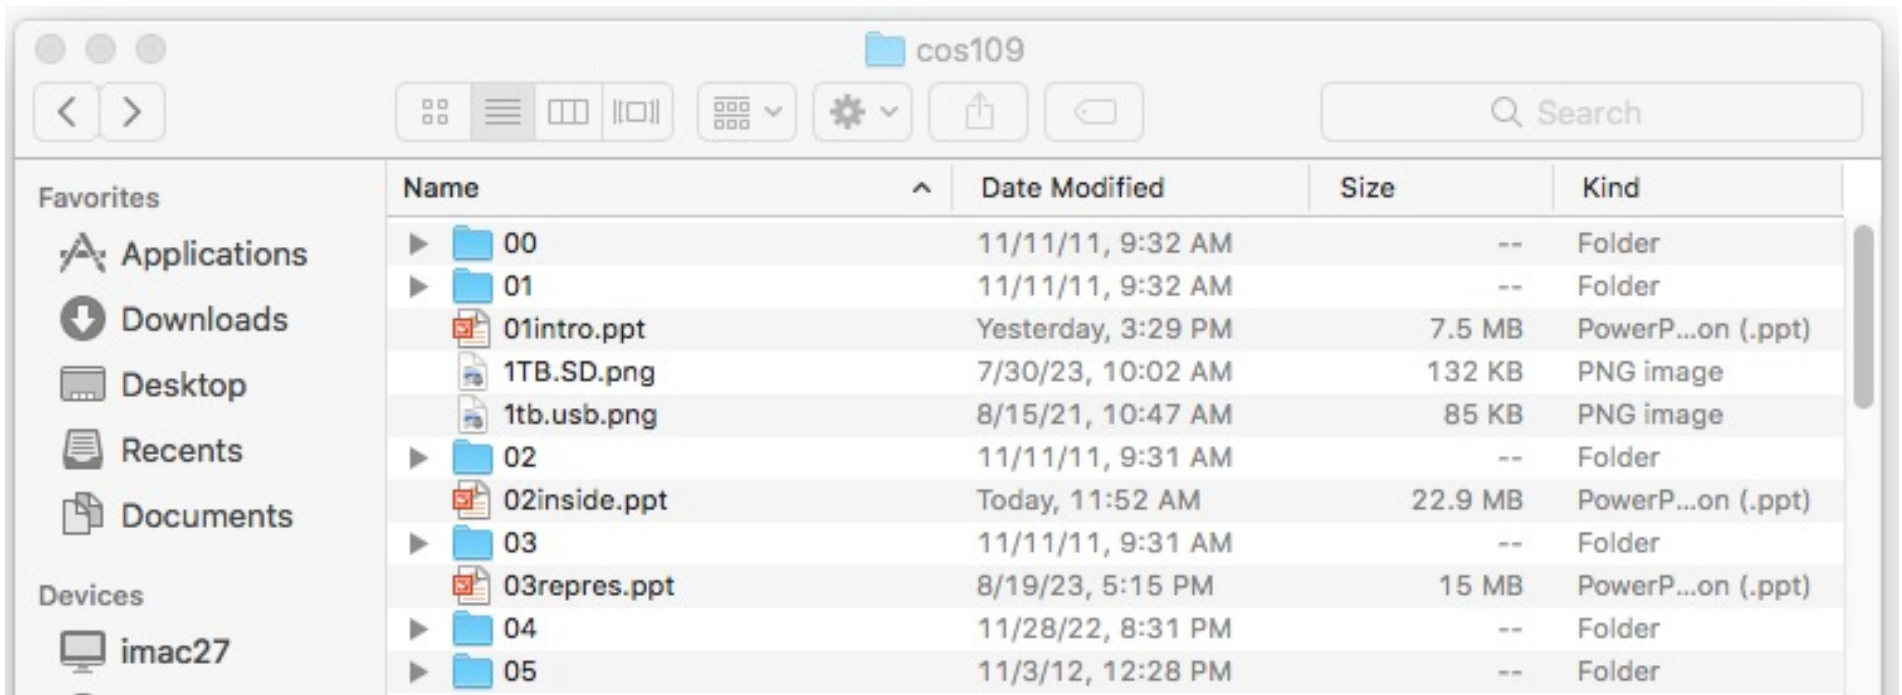 cos109
Search
Favorites
Applications
Downloads
Desktop
Recents
Documents
Devices
imac27
Name Date Modified Size Kind
00 11/11/11, 9:32 AM -- Folder
01 11/11/11, 9:32 AM -- Folder
01intro.ppt Yesterday, 3:29 PM 7.5 MB PowerP...on (.ppt)
1TB.SD.png 7/30/23, 10:02 AM 132 KB PNG image
1tb.usb.png 8/15/21, 10:47 AM 85 KB PNG image
02 11/11/11, 9:31 AM -- Folder
02inside.ppt Today, 11:52 AM 22.9 MB PowerP...on (.ppt)
03 11/11/11, 9:31 AM -- Folder
03repres.ppt 8/19/23, 5:15 PM 15 MB PowerP...on (.ppt)
04 11/28/22, 8:31 PM -- Folder
05 11/3/12, 12:28 PM -- Folder